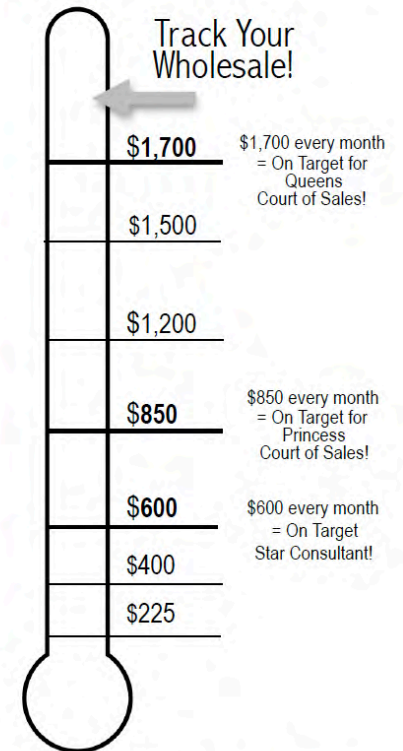 Track Your
Wholesale!
$1,700
$1,700 every month
= On Target for
Queens
Court of Sales!
$1,500
$1,200
$850
$850 every month
= On Target for
Princess
Court of Sales!
$600
$600 every month
= On Target
Star Consultant!
$400
$225